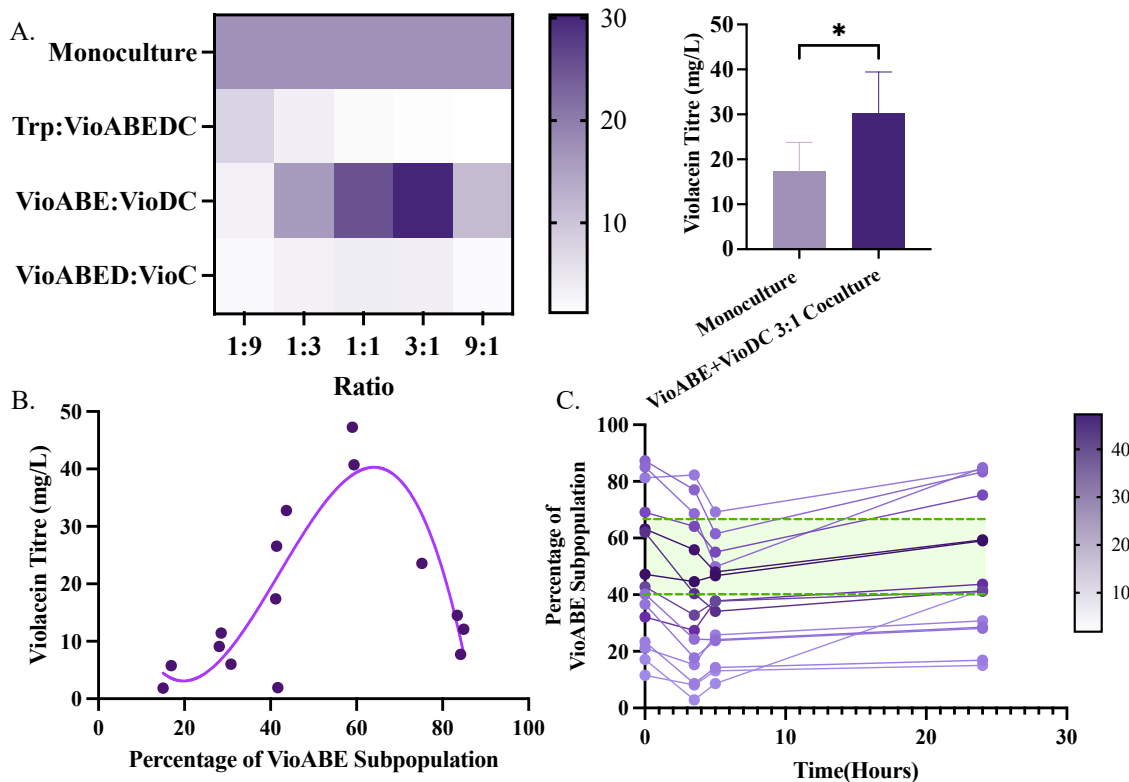 A.
Monoculture
Trp:VioABEDC
VioABE:VioDC
VioABED:VioC
1:9 1:3 1:1 3:1 9:1
Ratio
30
20
10
Violacein Titre (mg/L)
50
40
30
20
10
0
*
Monoculture
VioABE+VioDC 3:1 Coculture
B.
Violacein Titre (mg/L)
50
40
30
20
10
0
0 20 40 60 80 100
Percentage of VioABE Subpopulation
C.
Percentage of
VioABE Subpopulation
100
80
60
40
20
0
0 10 20 30
Time(Hours)
40
30
20
10